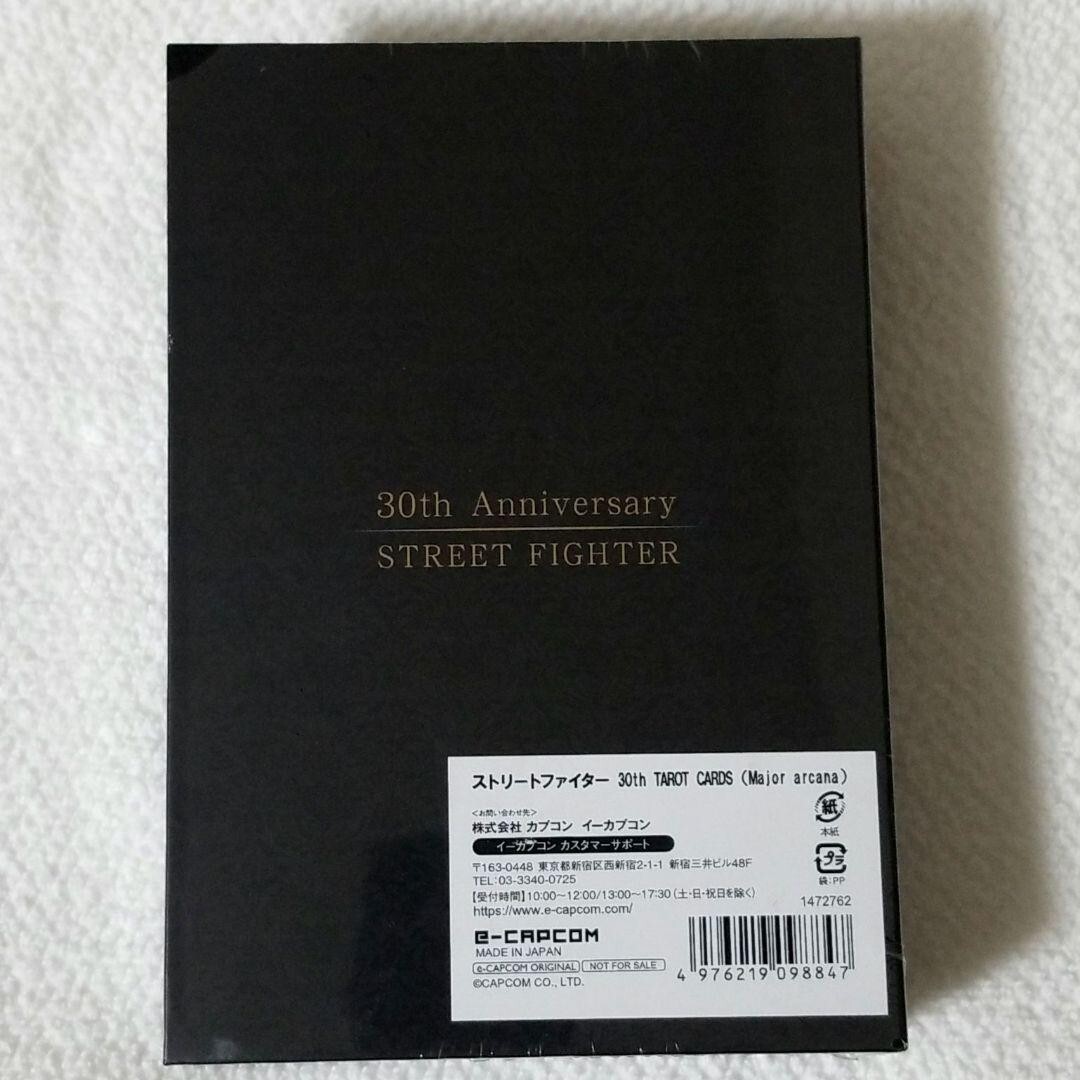 30th Anniversary
STREET FIGHTER
ストリートファイター 30th TAROT CARDS (Major arcana)
<お問い合わせ先>
株式会社 カプコン イーカプコン
イーカプコン カスタマーサポート
〒163-0448 東京都新宿区西新宿2-1-1 新宿三井ビル48F
TEL:03-3340-0725
【受付時間】10:00~12:00/13:00~17:30 (土・日・祝日を除く)
https://www.e-capcom.com/
紙
本紙
プラ
袋:PP
1472762
e-CAPCOM
MADE IN JAPAN
e-CAPCOM ORIGINAL NOT FOR SALE
©CAPCOM CO., LTD.
4 976219 098847